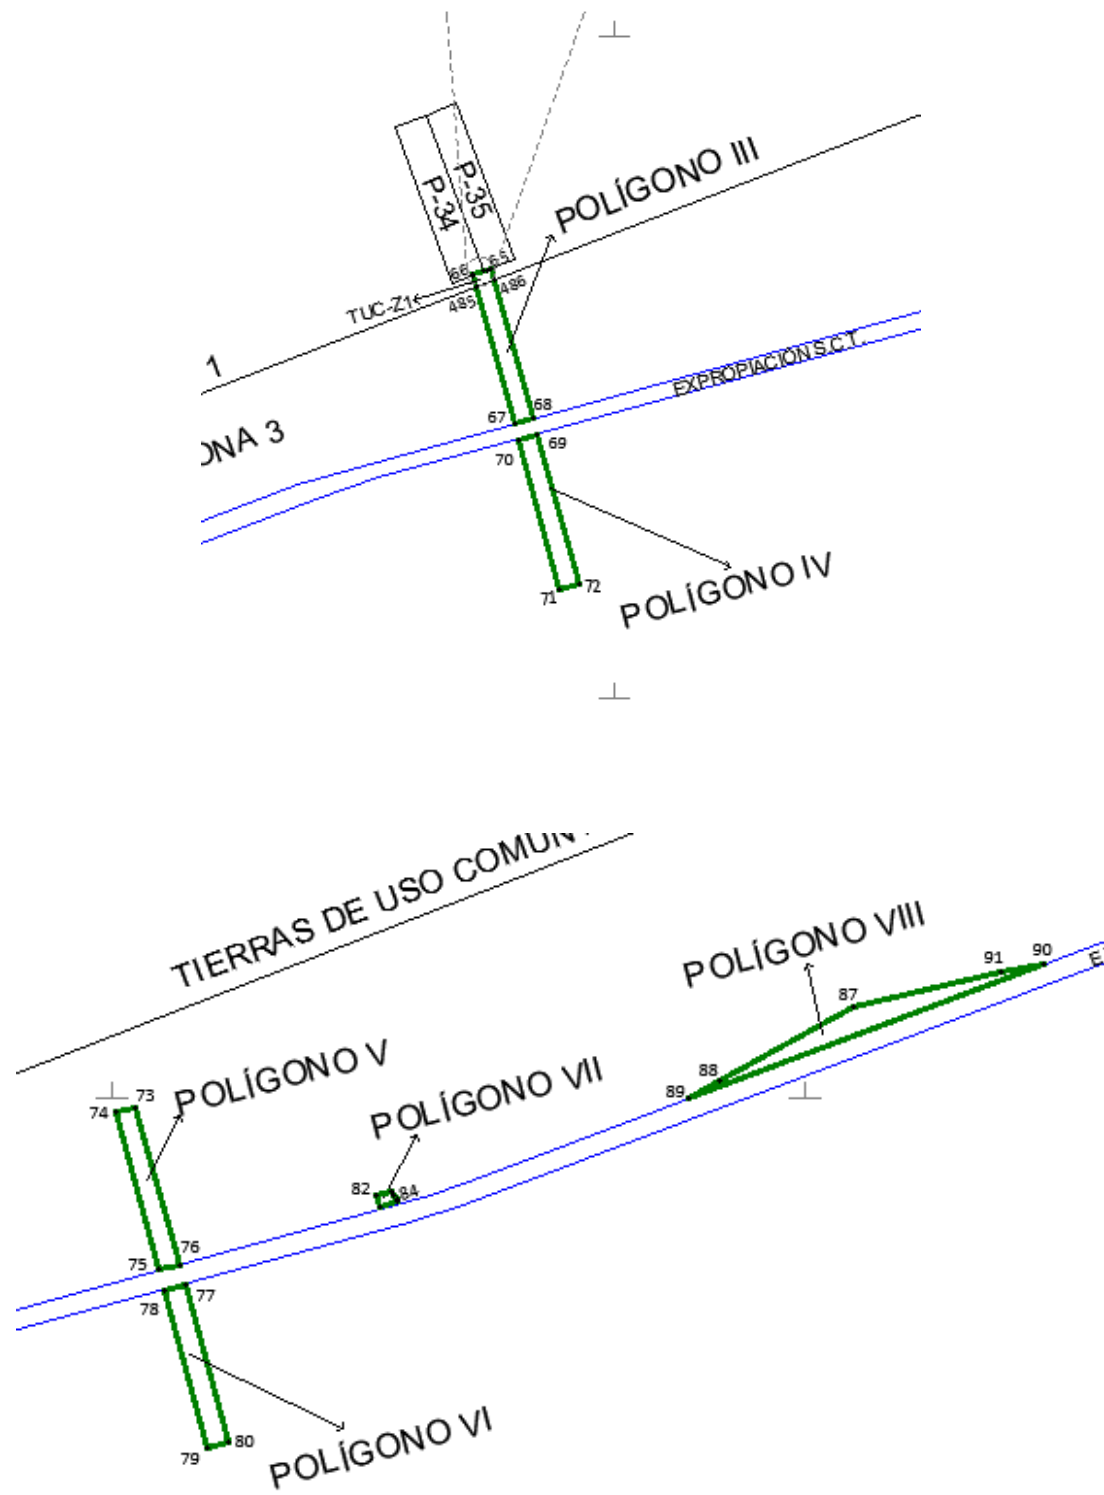 P-35
P-34
POLÍGONO III
66
65
485
486
TUC-Z1
1
EXPROPIACIÓN S.C.T.
67
68
ONA 3
70
69
71
72
POLÍGONO IV
TIERRAS DE USO COMÚN
POLÍGONO VIII
91
90
E
87
POLÍGONO V
POLÍGONO VII
88
89
74
73
82
84
75
76
78
77
POLÍGONO VI
79
80